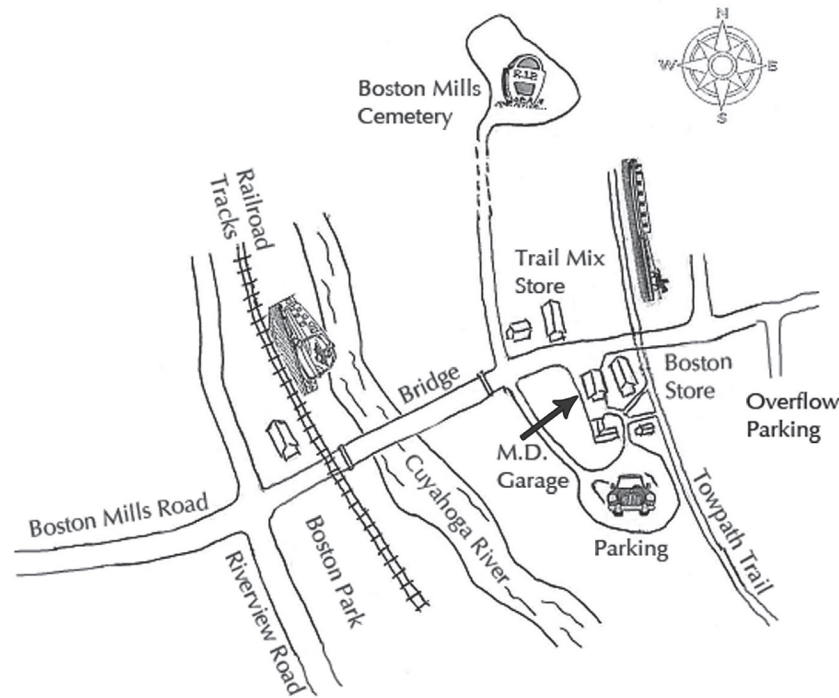 N
W
E
S
R.I.P.
Boston Mills
Cemetery
Railroad
Tracks
Trail Mix
Store
Bridge
Boston
Store
Overflow
Parking
M.D.
Garage
Boston Mills Road
Cuyahoga River
Parking
Towpath Trail
Boston Park
Riverview Road